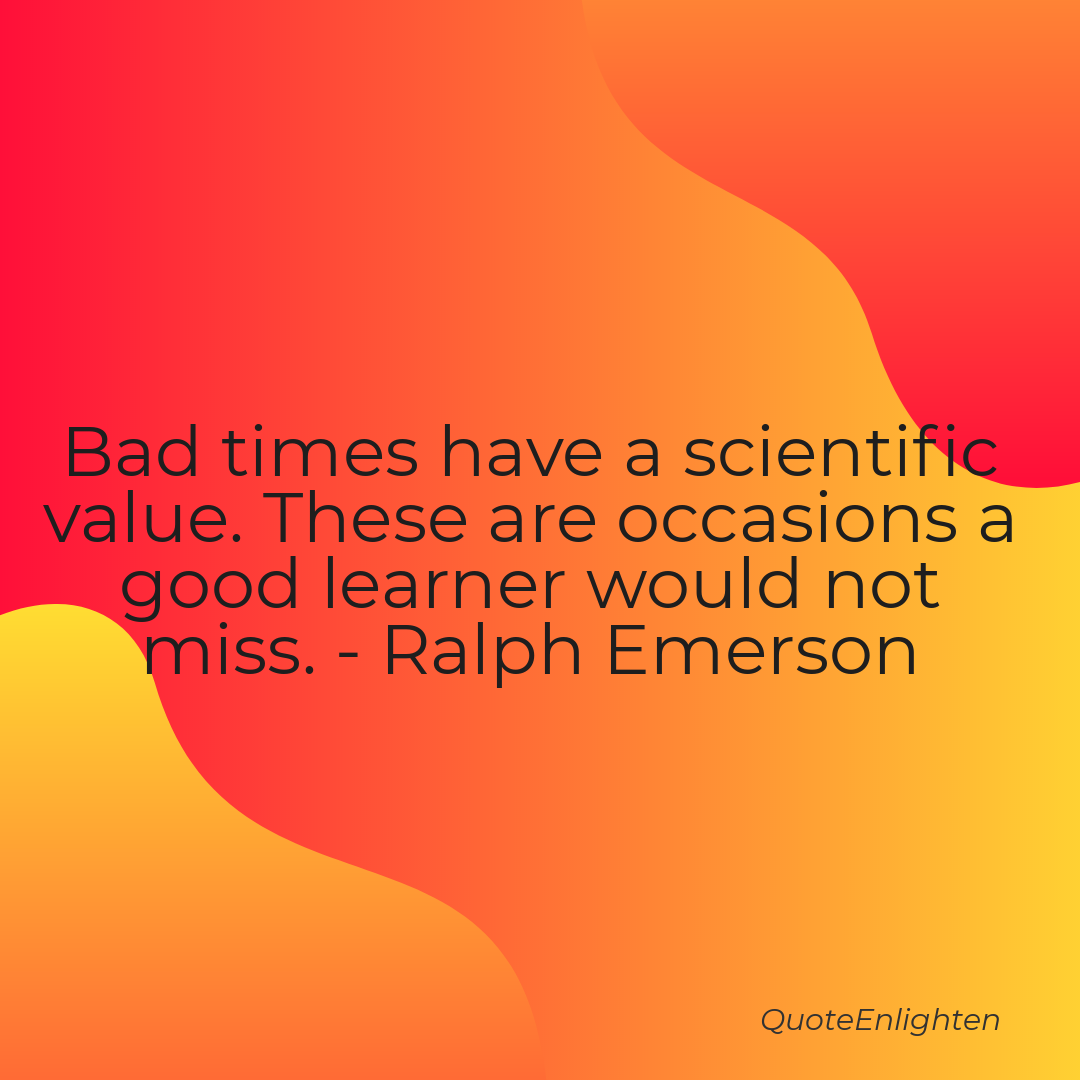 Bad times have a scientific
value. These are occasions a
good learner would not
miss. - Ralph Emerson
QuoteEnlighten